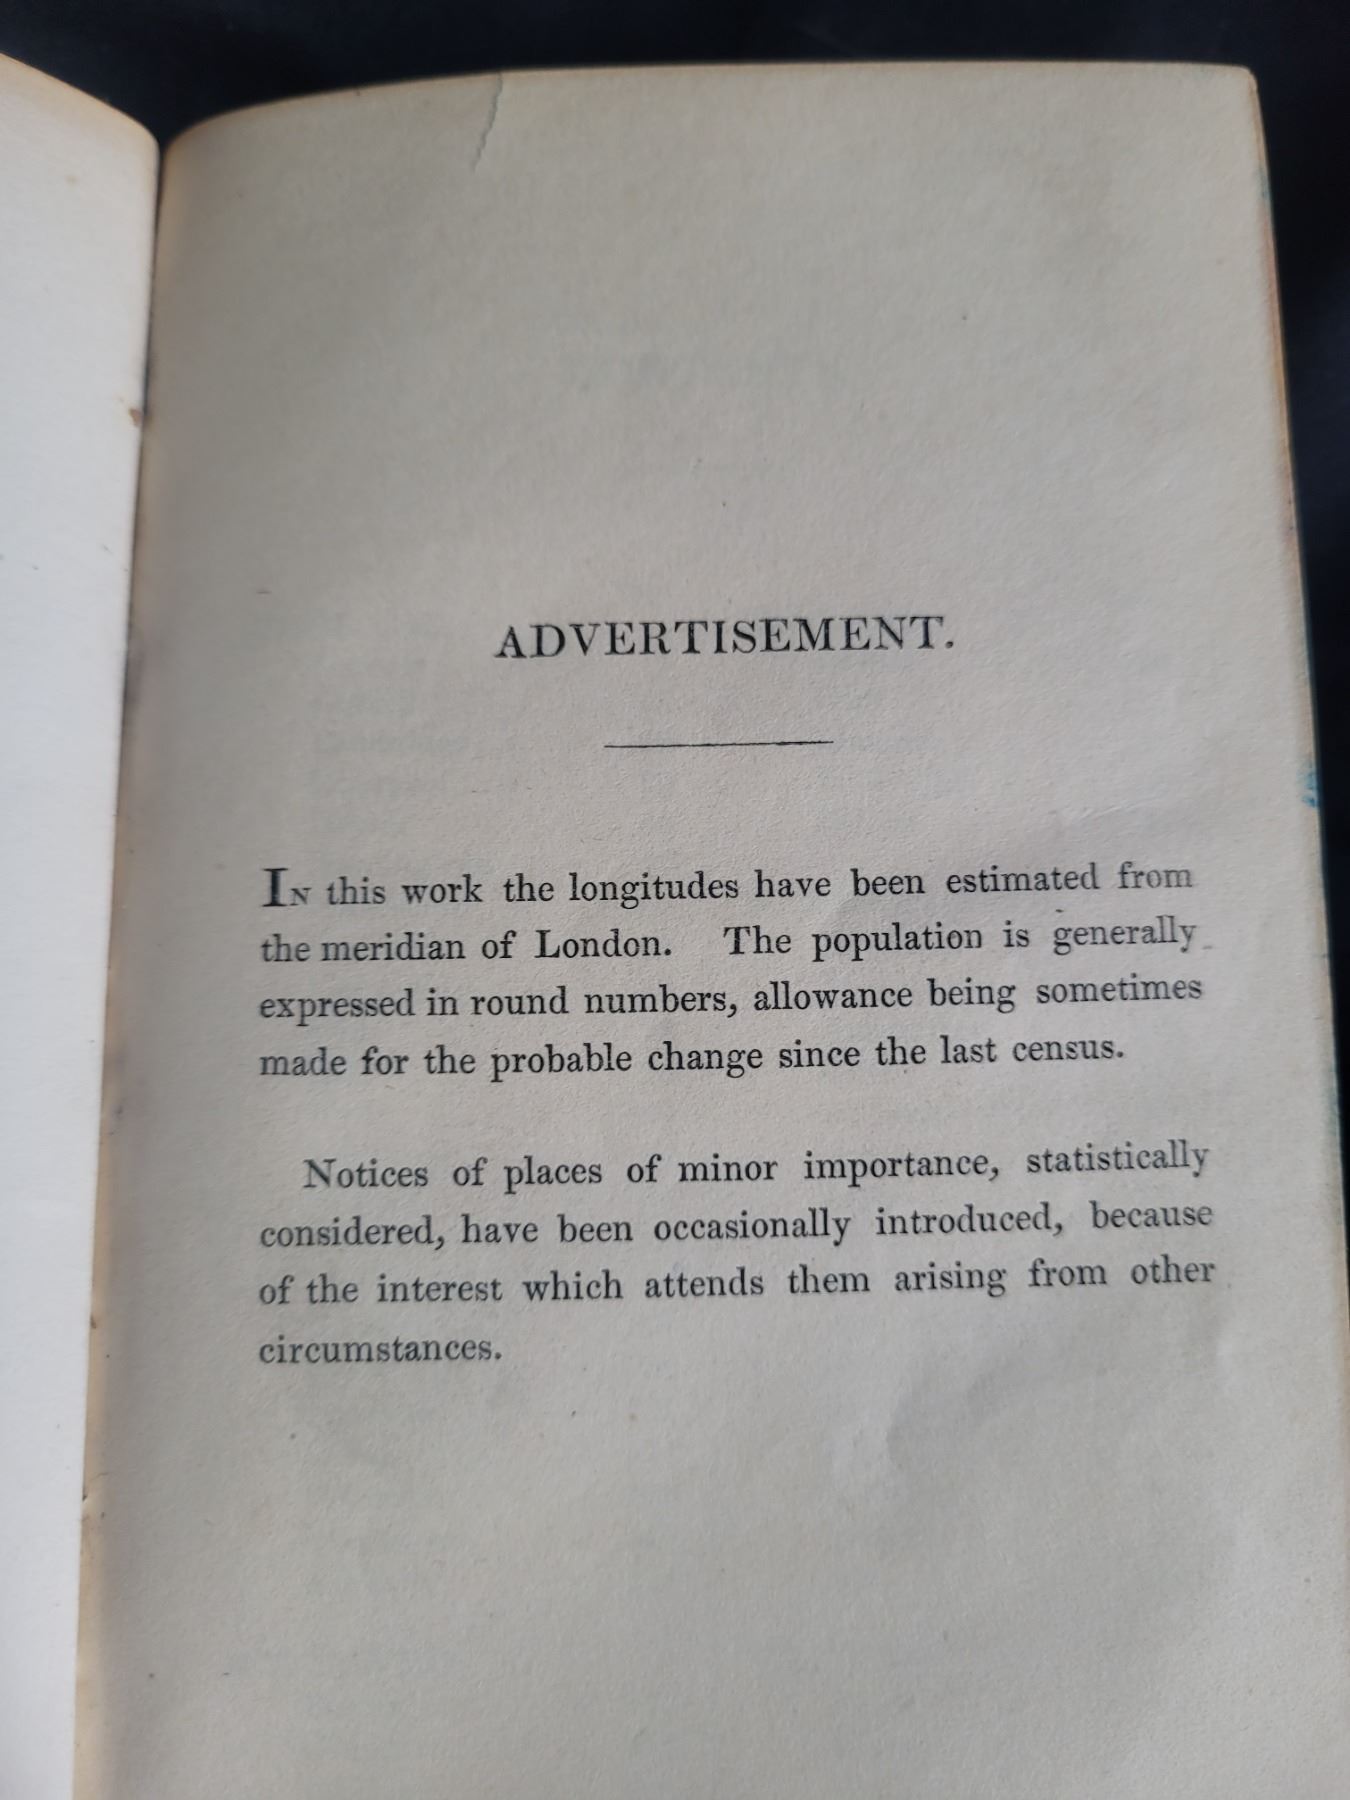 ADVERTISEMENT.
IN this work the longitudes have been estimated from
the meridian of London. The population is generally
expressed in round numbers, allowance being sometimes
made for the probable change since the last census.
Notices of places of minor importance, statistically
considered, have been occasionally introduced, because
of the interest which attends them arising from other
circumstances.